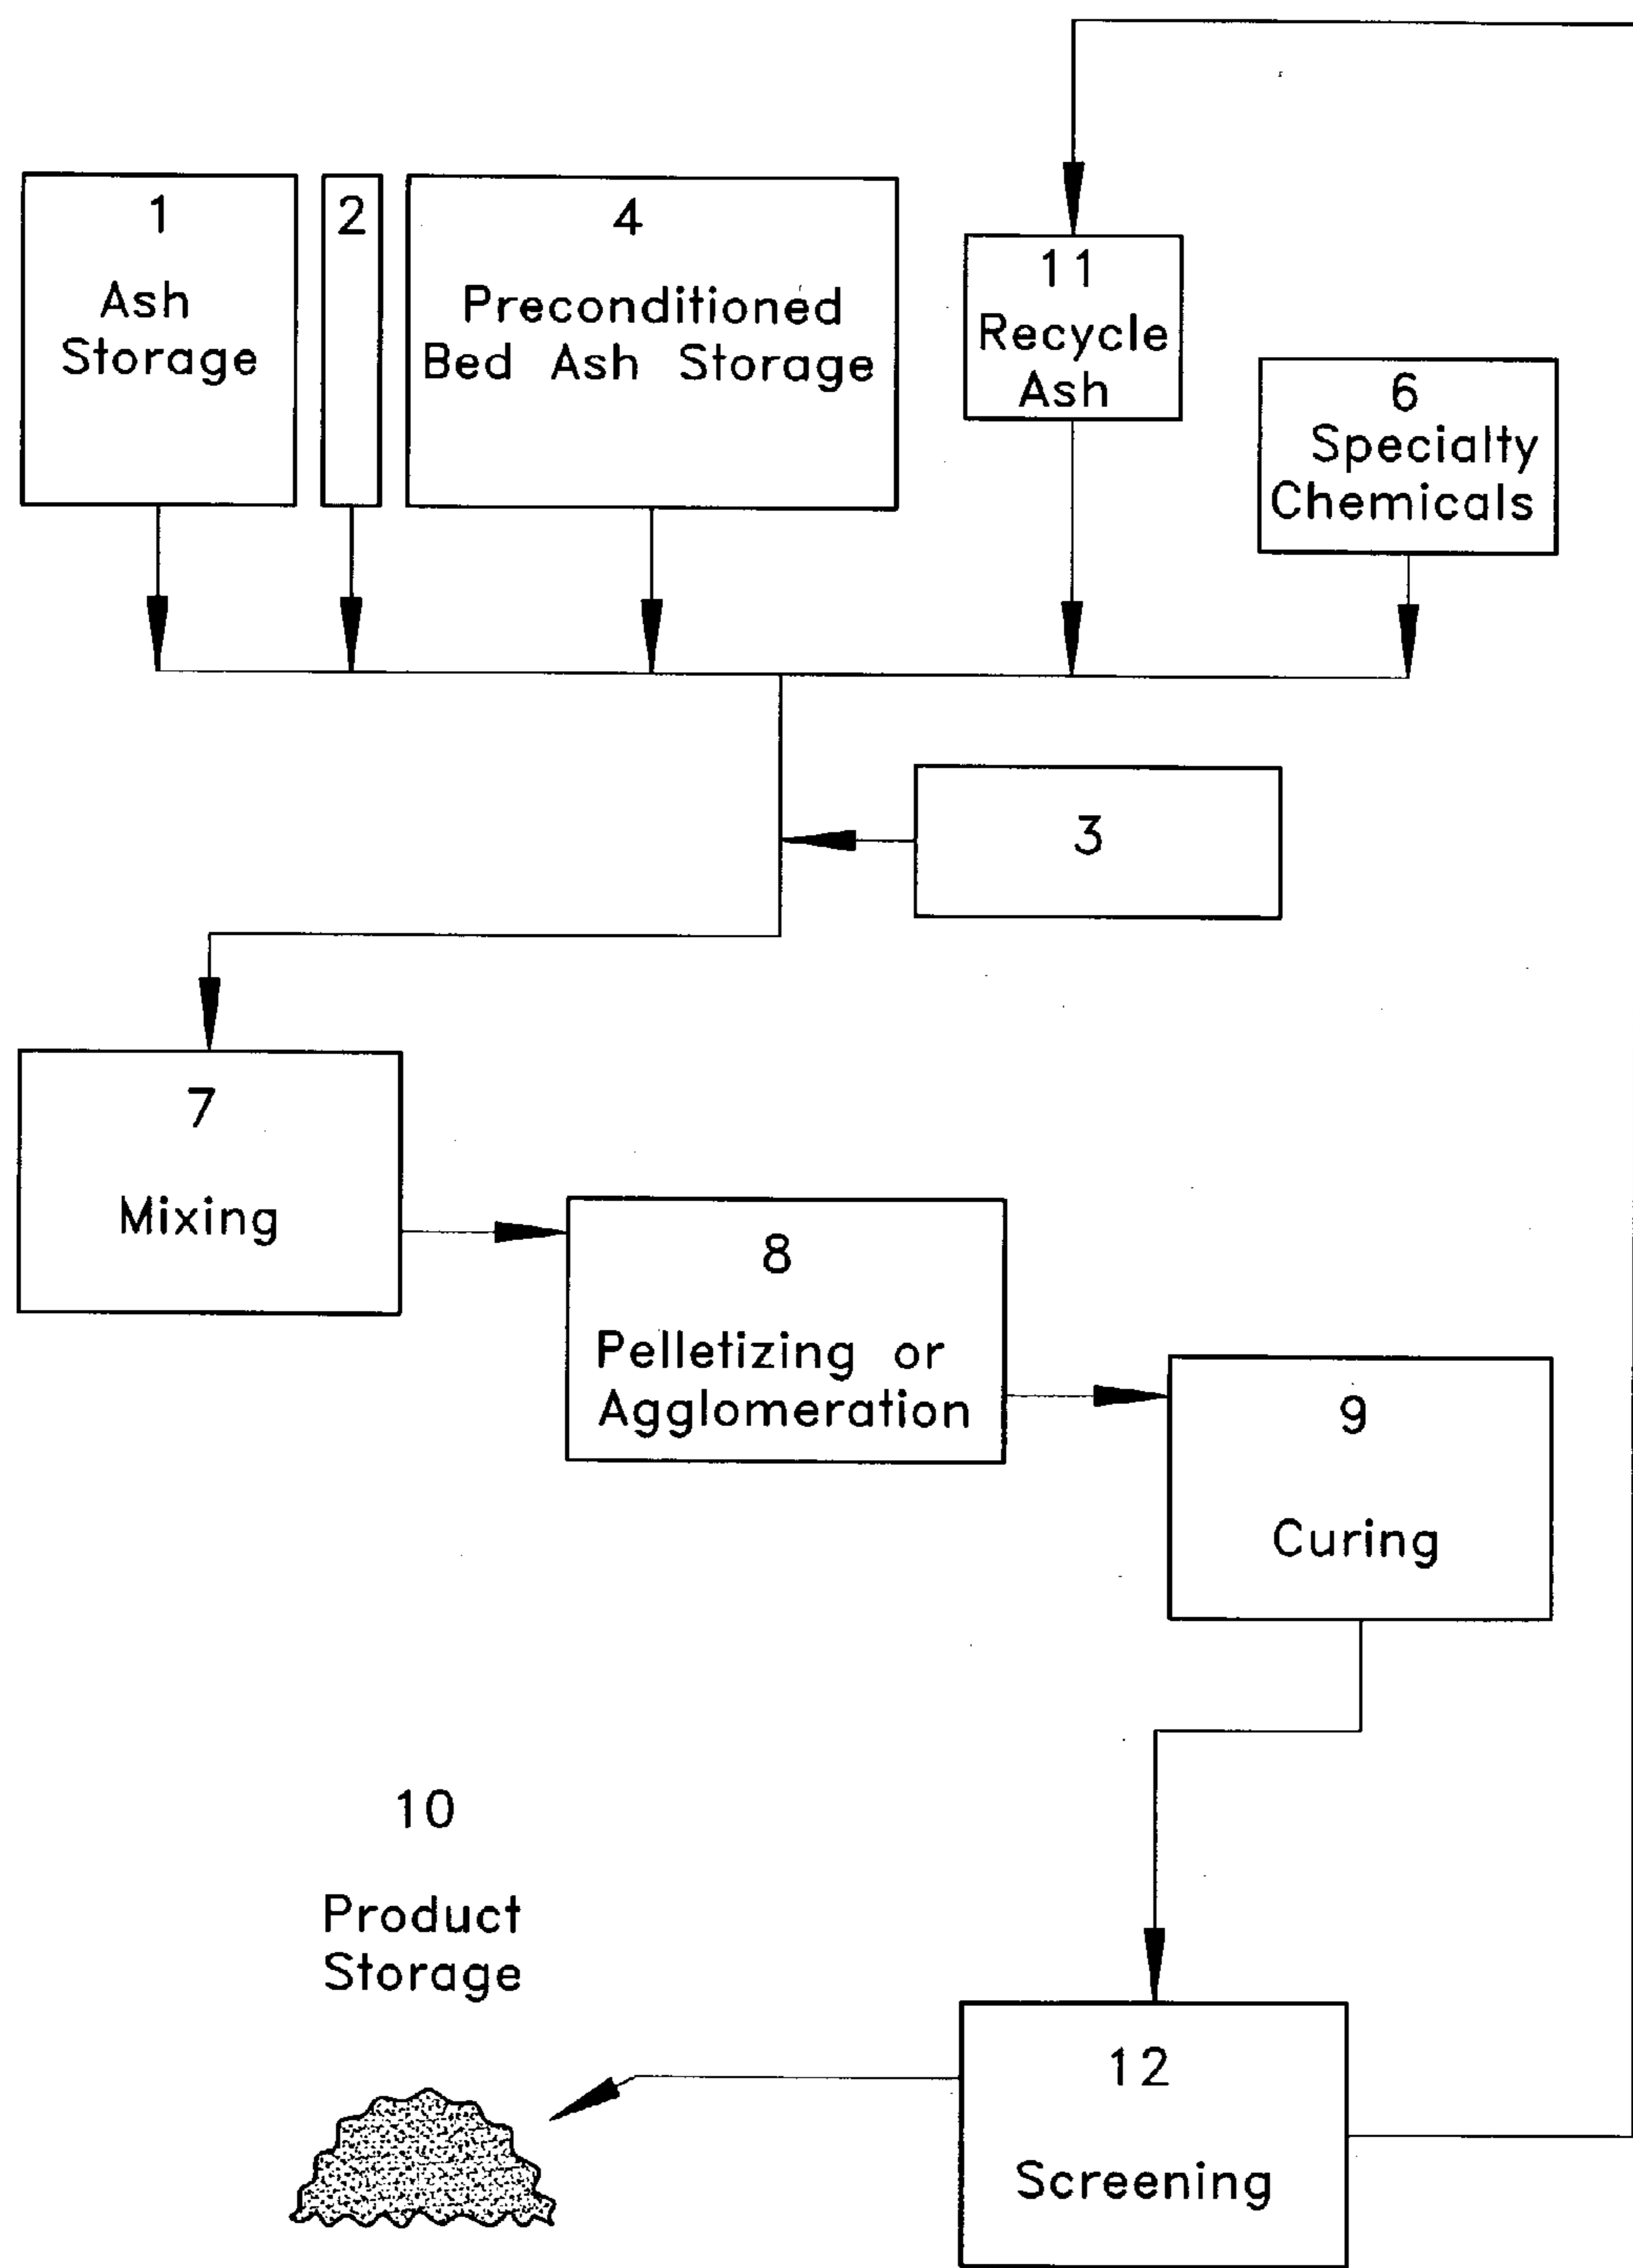 1
Ash
Storage
2
4
Preconditioned
Bed Ash Storage
11
Recycle
Ash
6
Specialty
Chemicals
3
7
Mixing
8
Pelletizing or
Agglomeration
9
Curing
10
Product
Storage
12
Screening